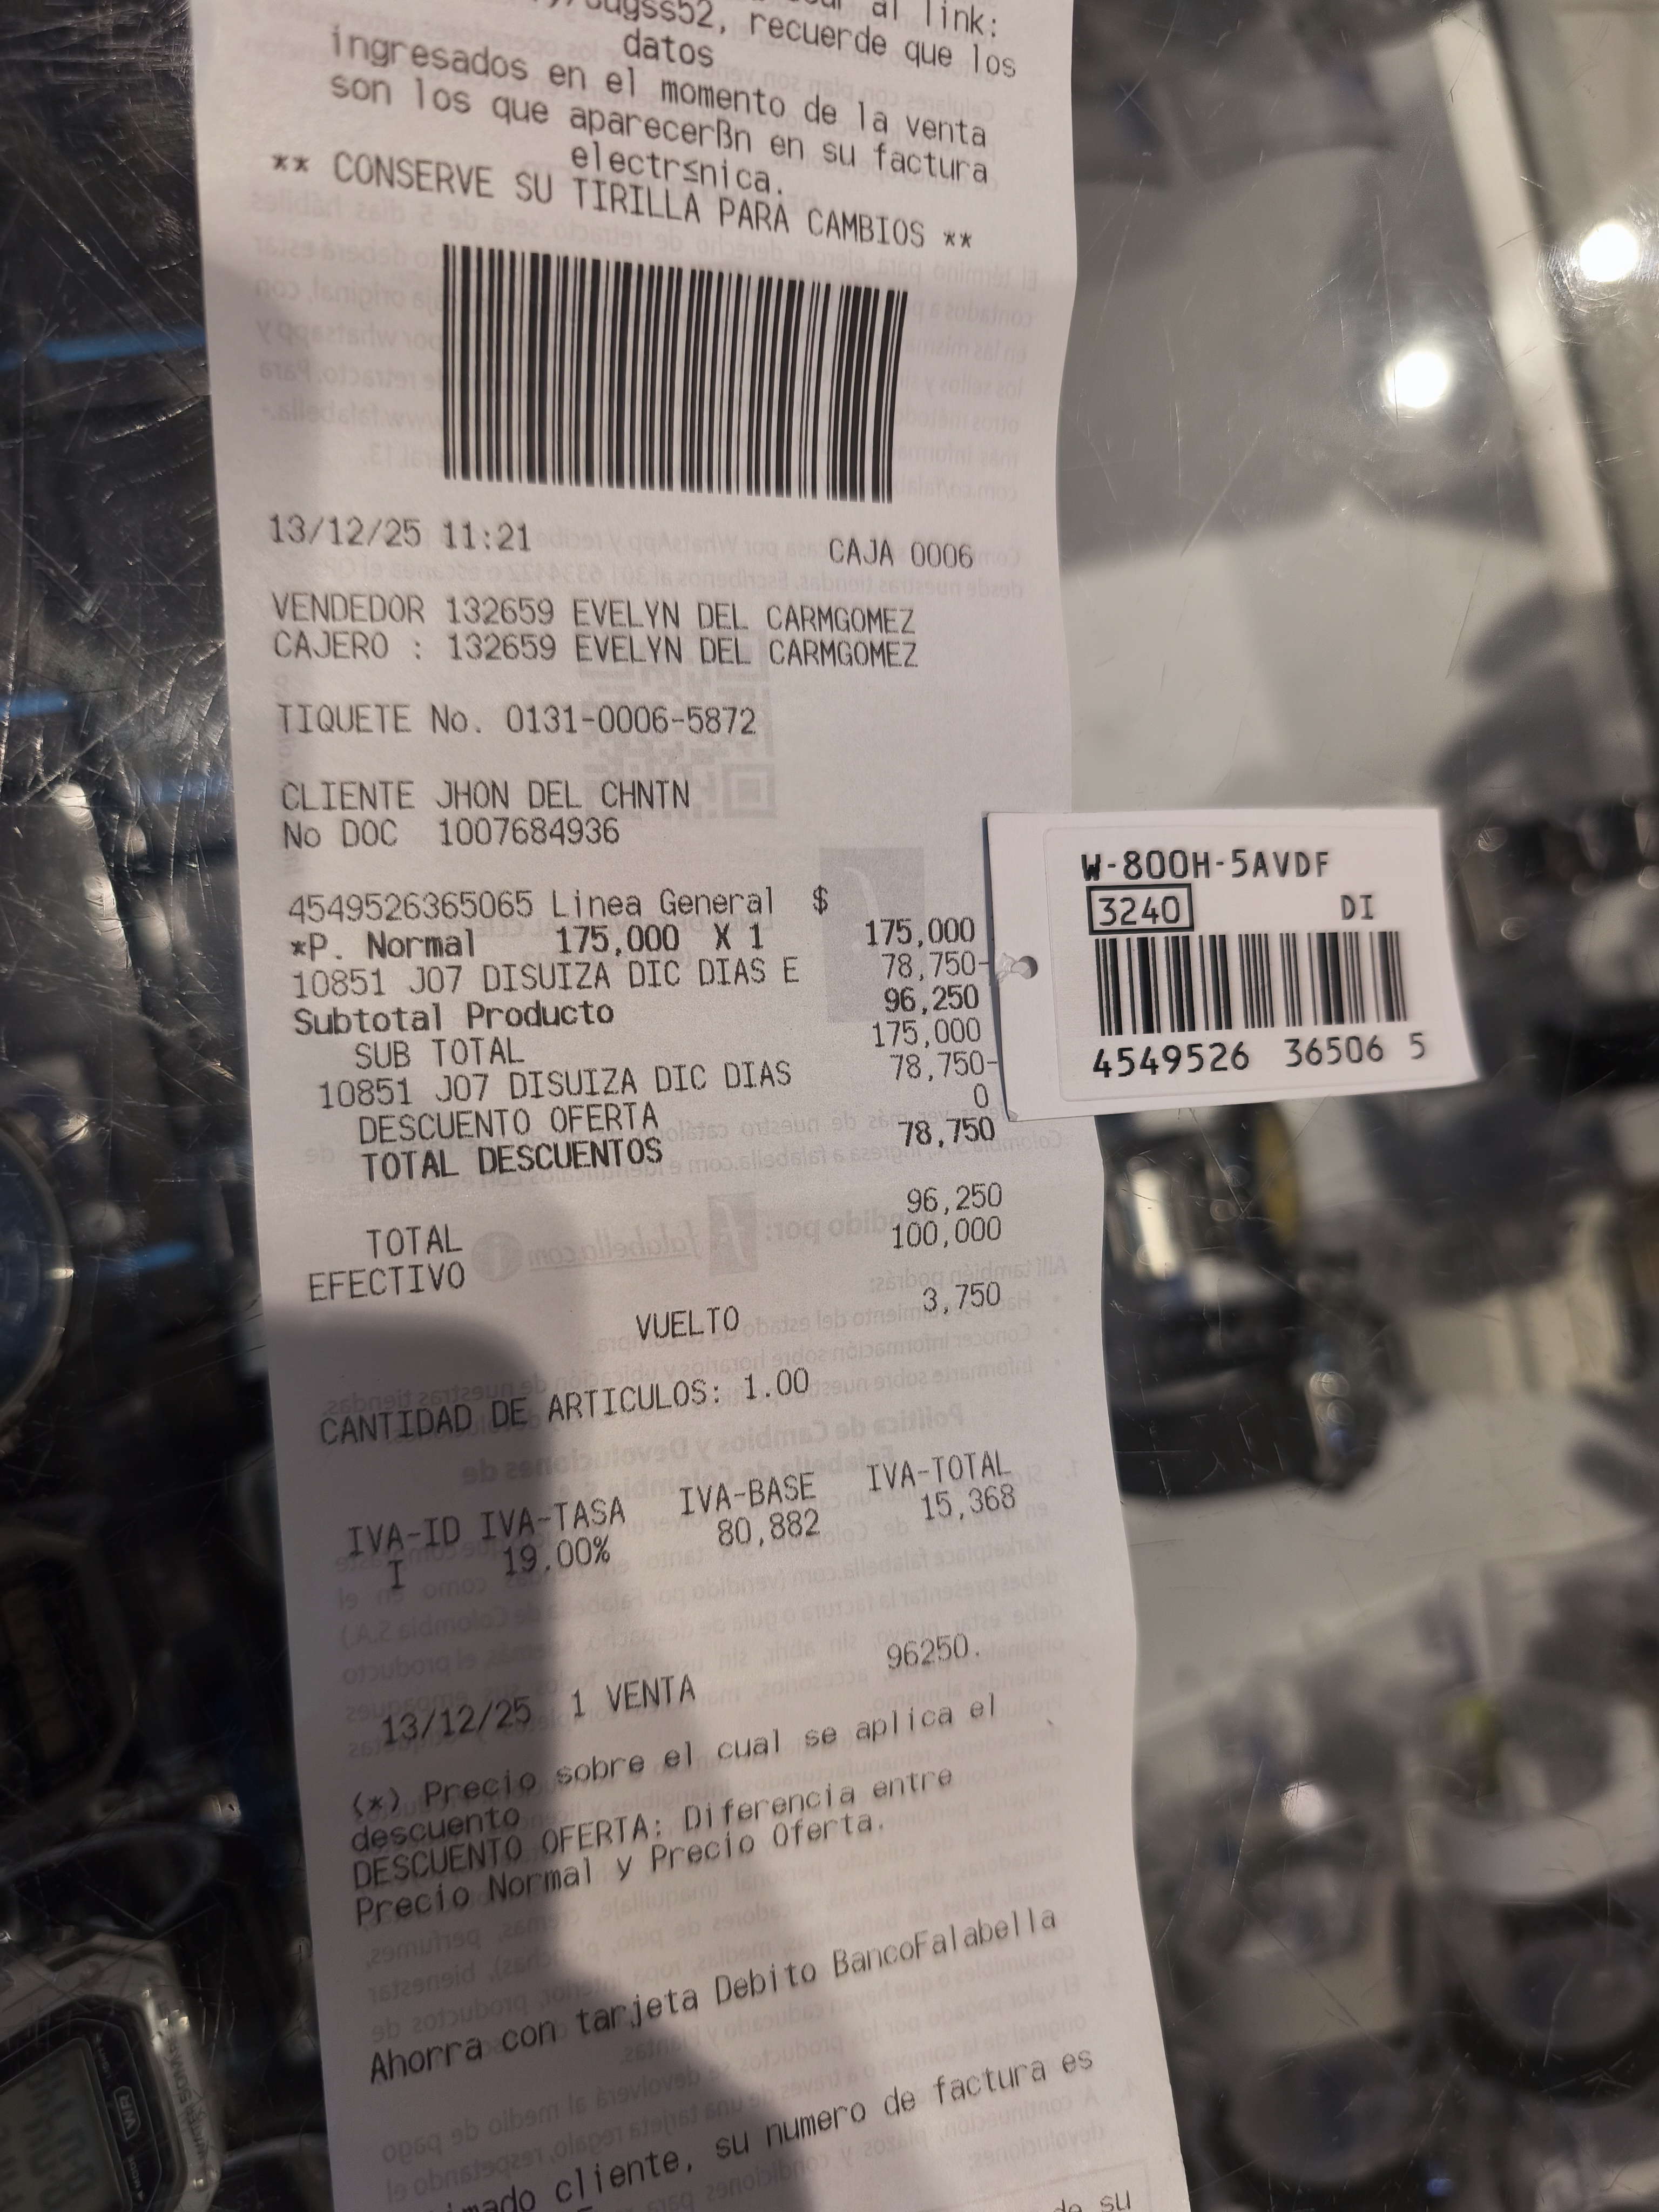 al link:
recuerde que los
datos
ingresados en el momento de la venta
son los que aparecerBn en su factura
electr≤nica.
** CONSERVE SU TIRILLA PARA CAMBIOS **
13/12/25 11:21 CAJA 0006
VENDEDOR 132659 EVELYN DEL CARMGOMEZ
CAJERO : 132659 EVELYN DEL CARMGOMEZ
TIQUETE No. 0131-0006-5872
CLIENTE JHON DEL CHNTN
No DOC 1007684936
4549526365065 Linea General $
*P. Normal 175,000 X 1 175,000
10851 J07 DISUIZA DIC DIAS E 78,750-
Subtotal Producto 96,250
SUB TOTAL 175,000
10851 J07 DISUIZA DIC DIAS 78,750-
DESCUENTO OFERTA 0
TOTAL DESCUENTOS 78,750
TOTAL 96,250
EFECTIVO 100,000
VUELTO 3,750
CANTIDAD DE ARTICULOS: 1.00
IVA-ID IVA-TASA IVA-BASE IVA-TOTAL
I 19.00% 80,882 15,368
13/12/25 1 VENTA 96250.
(*) Precio sobre el cual se aplica el
descuento
DESCUENTO OFERTA: Diferencia entre
Precio Normal y Precio Oferta.
Ahorra con tarjeta Debito BancoFalabella
cliente, su numero de factura es
de su
W-800H-5AVDF
3240 DI
4549526 36506 5
WR